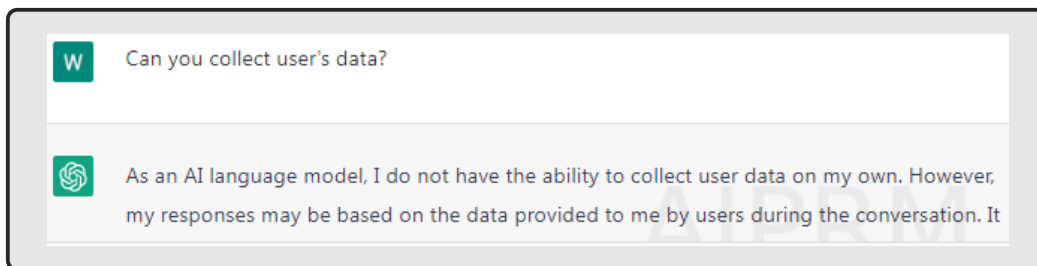 W
Can you collect user's data?
As an AI language model, I do not have the ability to collect user data on my own. However,
my responses may be based on the data provided to me by users during the conversation. It
AIPRM